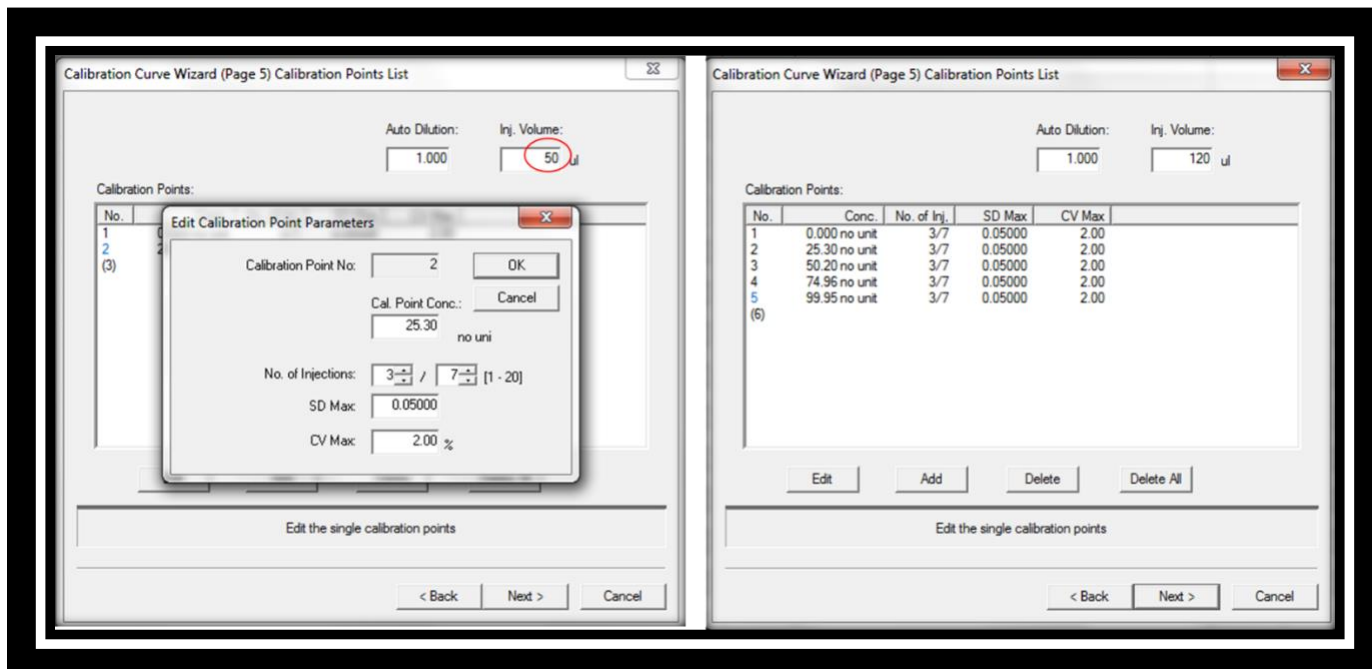 Calibration Curve Wizard (Page 5) Calibration Points List
Auto Dilution: Inj. Volume:
1.000 50 ul
Calibration Points:
No.
1
2
(3)
Edit Calibration Point Parameters
Calibration Point No: 2 OK
Cal. Point Conc.: Cancel
25.30 no uni
No. of Injections: 3 / 7 [1 - 20]
SD Max: 0.05000
CV Max: 2.00 %
Edit the single calibration points
< Back Next > Cancel
Calibration Curve Wizard (Page 5) Calibration Points List
Auto Dilution: Inj. Volume:
1.000 120 ul
Calibration Points:
No. Conc. No. of Inj. SD Max CV Max
1 0.000 no unit 3/7 0.05000 2.00
2 25.30 no unit 3/7 0.05000 2.00
3 50.20 no unit 3/7 0.05000 2.00
4 74.96 no unit 3/7 0.05000 2.00
5 99.95 no unit 3/7 0.05000 2.00
(6)
Edit Add Delete Delete All
Edit the single calibration points
< Back Next > Cancel